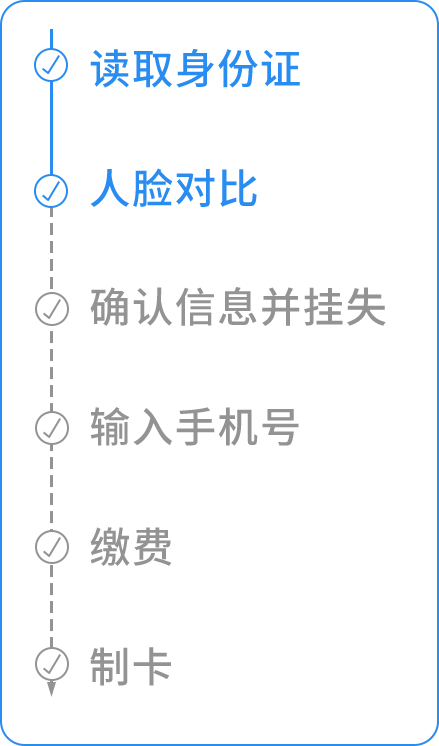 读取身份证
人脸对比
确认信息并挂失
输入手机号
缴费
制卡